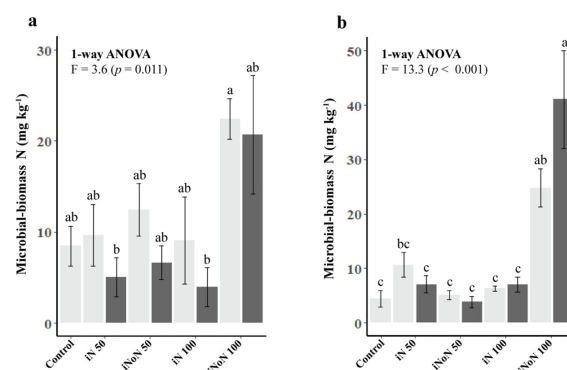 a
1-way ANOVA
F = 3.6 (p = 0.011)
Microbial-biomass N (mg kg-1)
30
20
10
0
ab
ab
b
ab
ab
ab
b
a
ab
Control
iN 50
iNoN 50
iN 100
iNoN 100
b
1-way ANOVA
F = 13.3 (p < 0.001)
Microbial-biomass N (mg kg-1)
50
40
30
20
10
0
c
bc
c
c
c
c
c
ab
a
Control
iN 50
iNoN 50
iN 100
iNoN 100